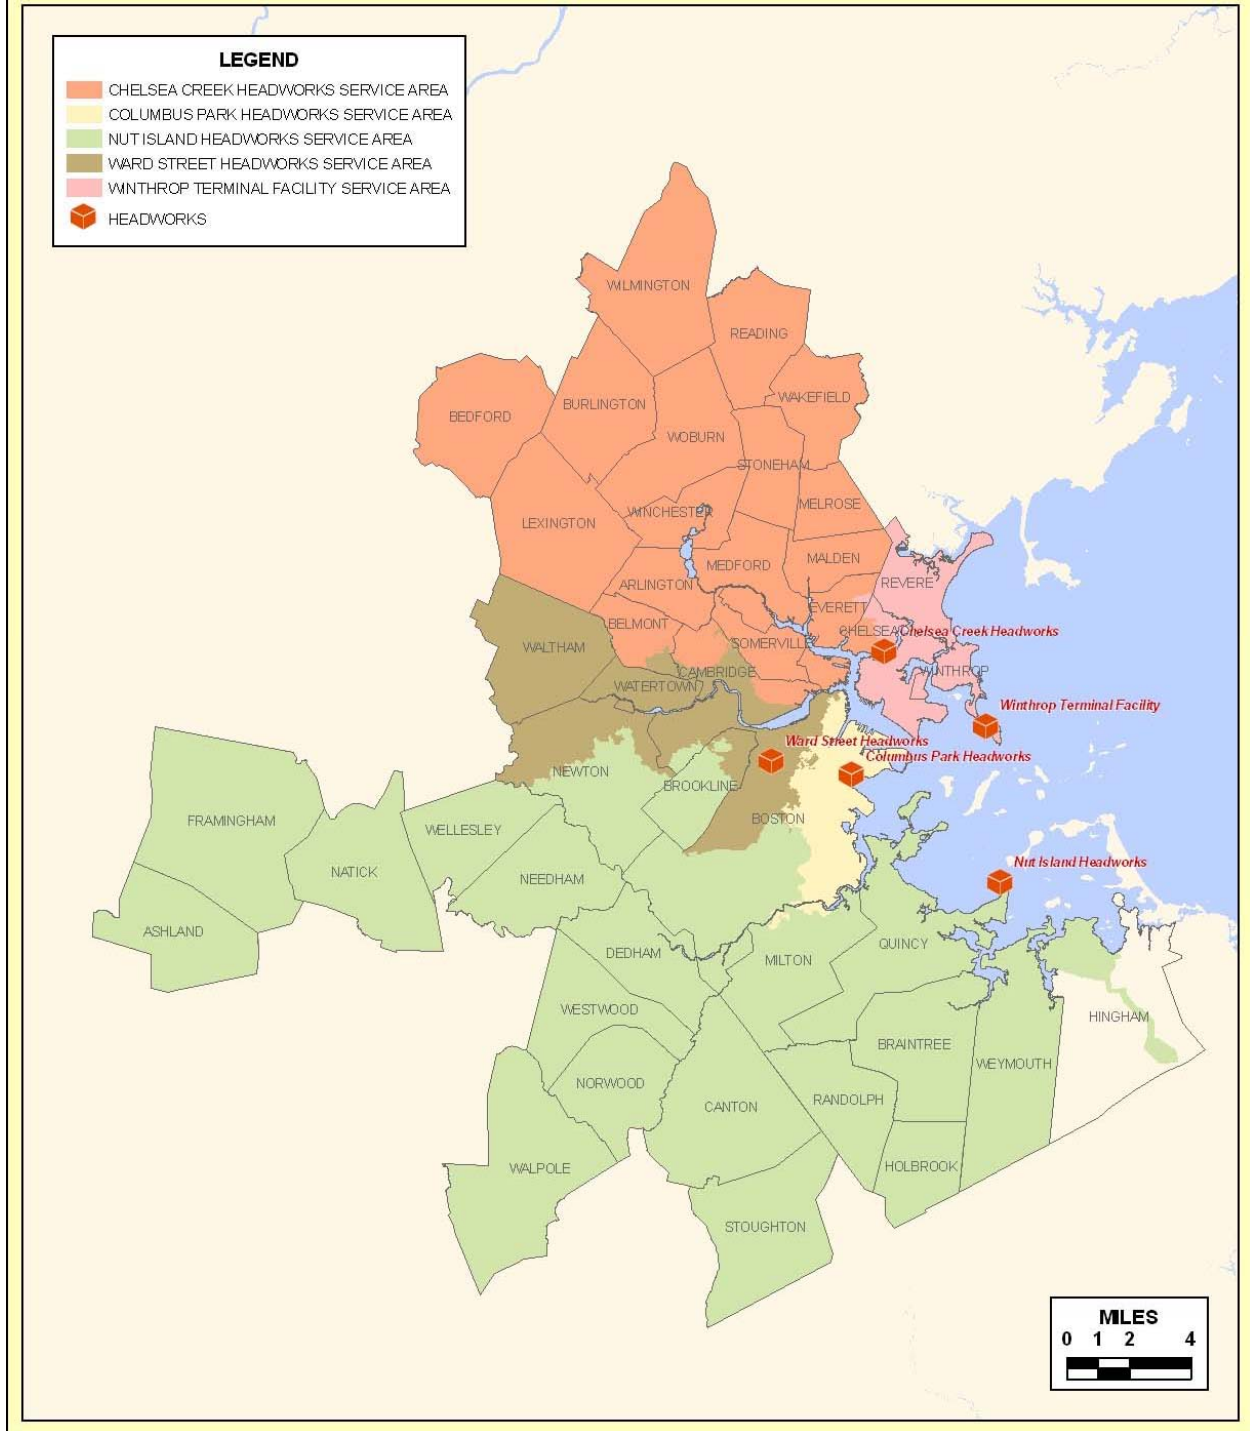 LEGEND
CHELSEA CREEK HEADWORKS SERVICE AREA
COLUMBUS PARK HEADWORKS SERVICE AREA
NUT ISLAND HEADWORKS SERVICE AREA
WARD STREET HEADWORKS SERVICE AREA
WINTHROP TERMINAL FACILITY SERVICE AREA
HEADWORKS
WILMINGTON
READING
WAKEFIELD
BURLINGTON
BEDFORD
WOBURN
STONEHAM
MELROSE
WINCHESTER
LEXINGTON
MALDEN
MEDFORD
REVERE
ARLINGTON
EVERETT
BELMONT
CHELSEA
Chelsea Creek Headworks
SOMERVILLE
WALTHAM
CAMBRIDGE
WINTHROP
WATERTOWN
Winthrop Terminal Facility
Ward Street Headworks
Columbus Park Headworks
NEWTON
BROOKLINE
FRAMINGHAM
WELLESLEY
BOSTON
Nut Island Headworks
NATICK
NEEDHAM
ASHLAND
QUINCY
DEDHAM
MILTON
WESTWOOD
HINGHAM
BRAINTREE
WEYMOUTH
NORWOOD
RANDOLPH
CANTON
WALPOLE
HOLBROOK
STOUGHTON
MILES
0 1 2 4